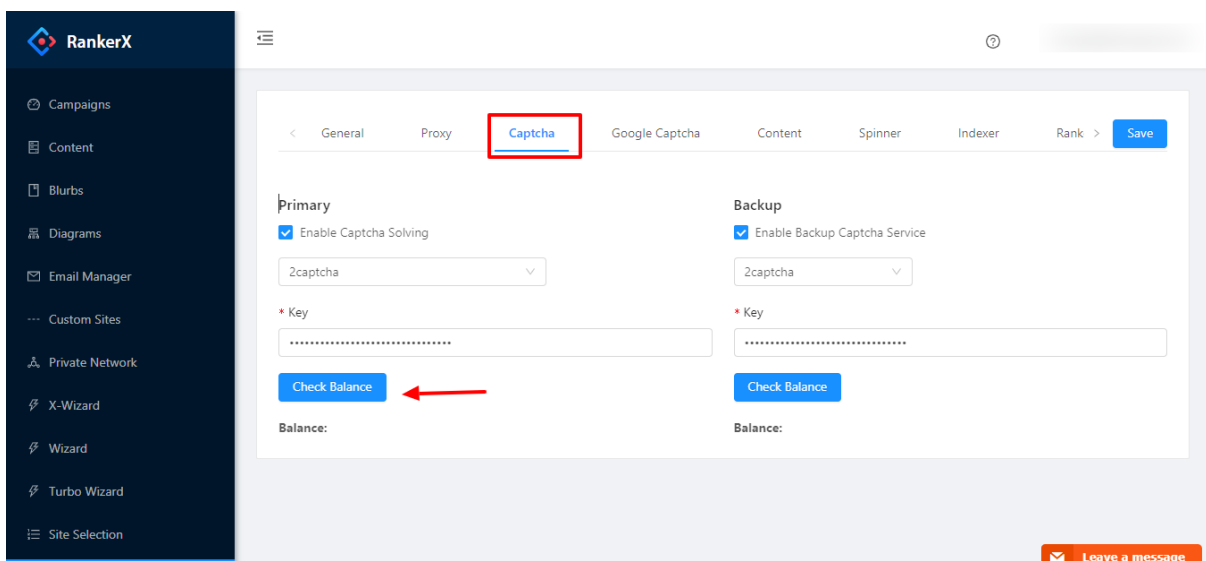 RankerX
Campaigns
Content
Blurbs
Diagrams
Email Manager
Custom Sites
Private Network
X-Wizard
Wizard
Turbo Wizard
Site Selection
General Proxy Captcha Google Captcha Content Spinner Indexer Rank Save
Primary
Enable Captcha Solving
2captcha
* Key
••••••••••••••••••••••••••••••••
Check Balance
Balance:
Backup
Enable Backup Captcha Service
2captcha
* Key
••••••••••••••••••••••••••••••••
Check Balance
Balance:
Leave a message